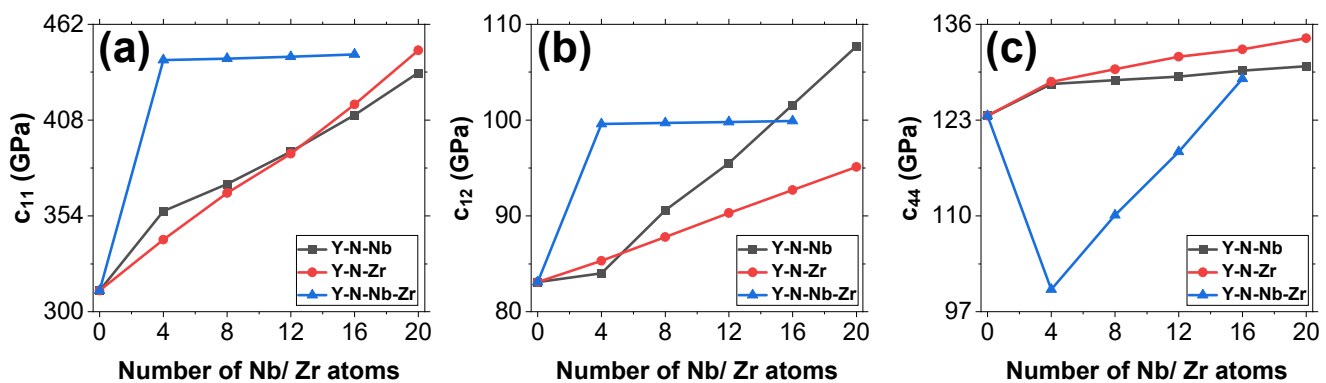 (a)
462
408
354
300
c₁₁ (GPa)
Y-N-Nb
Y-N-Zr
Y-N-Nb-Zr
0 4 8 12 16 20
Number of Nb/ Zr atoms
(b)
110
100
90
80
c₁₂ (GPa)
Y-N-Nb
Y-N-Zr
Y-N-Nb-Zr
0 4 8 12 16 20
Number of Nb/ Zr atoms
(c)
136
123
110
97
c₄₄ (GPa)
Y-N-Nb
Y-N-Zr
Y-N-Nb-Zr
0 4 8 12 16 20
Number of Nb/ Zr atoms